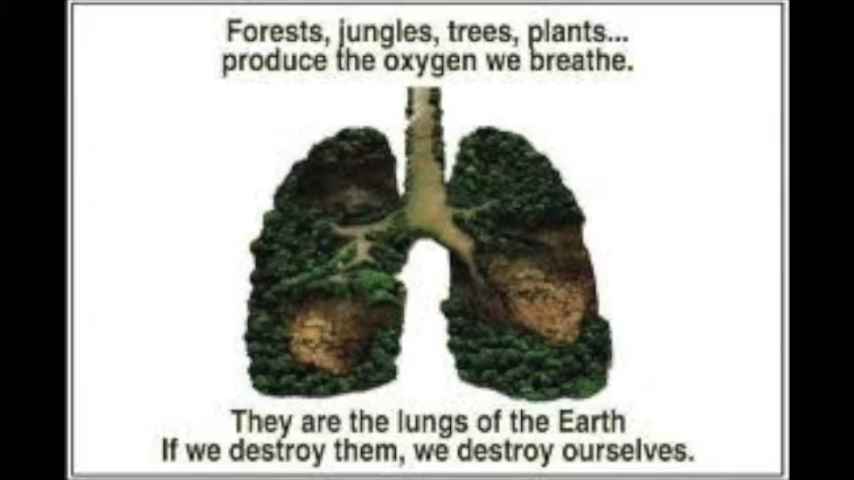 Forests, jungles, trees, plants...
produce the oxygen we breathe.
They are the lungs of the Earth
If we destroy them, we destroy ourselves.